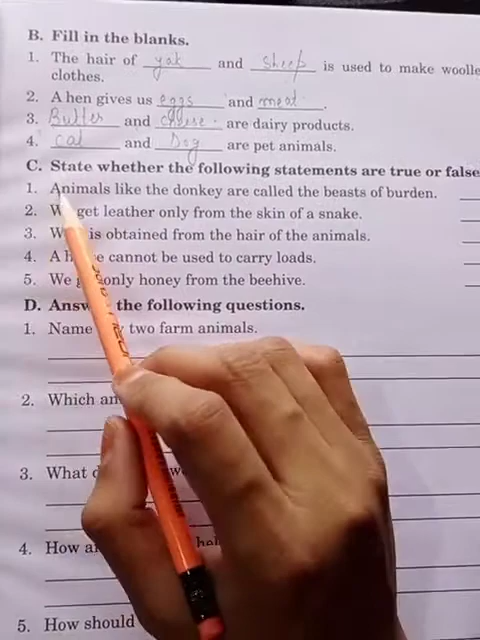 B. Fill in the blanks.
1. The hair of yak and sheep is used to make woolle
clothes.
2. A hen gives us eggs and meat.
3. Butter and cheese are dairy products.
4. cat and Dog are pet animals.
C. State whether the following statements are true or false
1. Animals like the donkey are called the beasts of burden.
2. get leather only from the skin of a snake.
3. is obtained from the hair of the animals.
4. A cannot be used to carry loads.
5. We only honey from the beehive.
D. the following questions.
1. Name two farm animals.
2. Which
3. What
4. How
5. How should